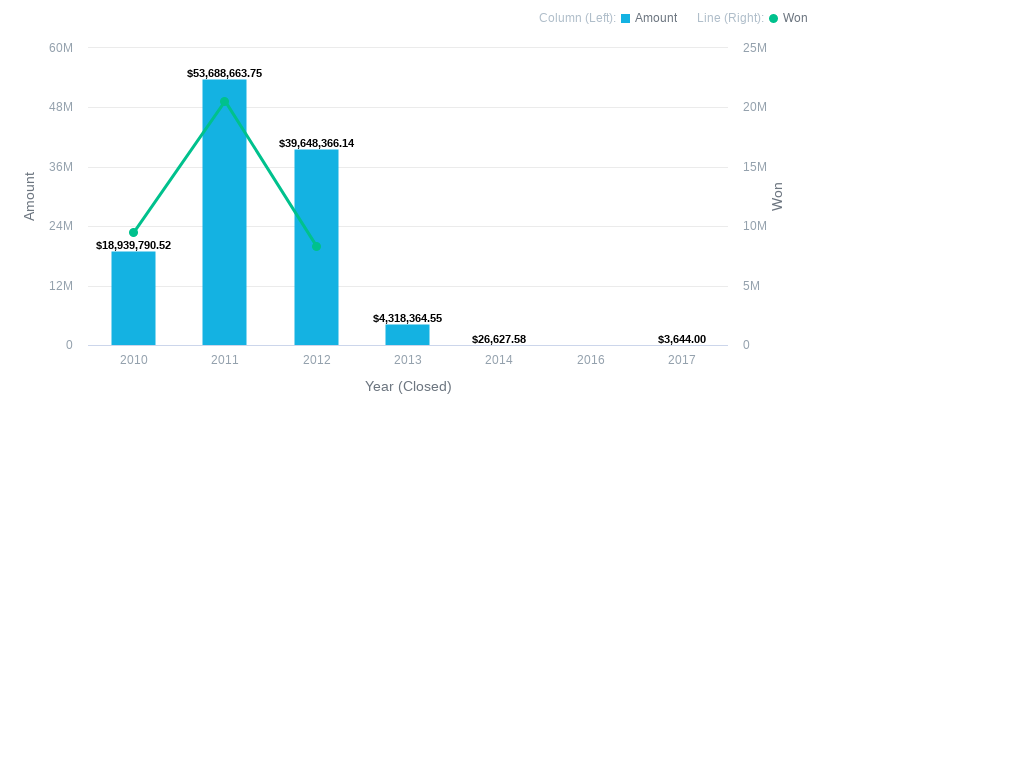 Column (Left): Amount Line (Right): Won
60M 25M
$53,688,663.75
48M 20M
$39,648,366.14
36M 15M
Amount Won
24M 10M
$18,939,790.52
12M 5M
$4,318,364.55
$26,627.58 $3,644.00
0 0
2010 2011 2012 2013 2014 2016 2017
Year (Closed)